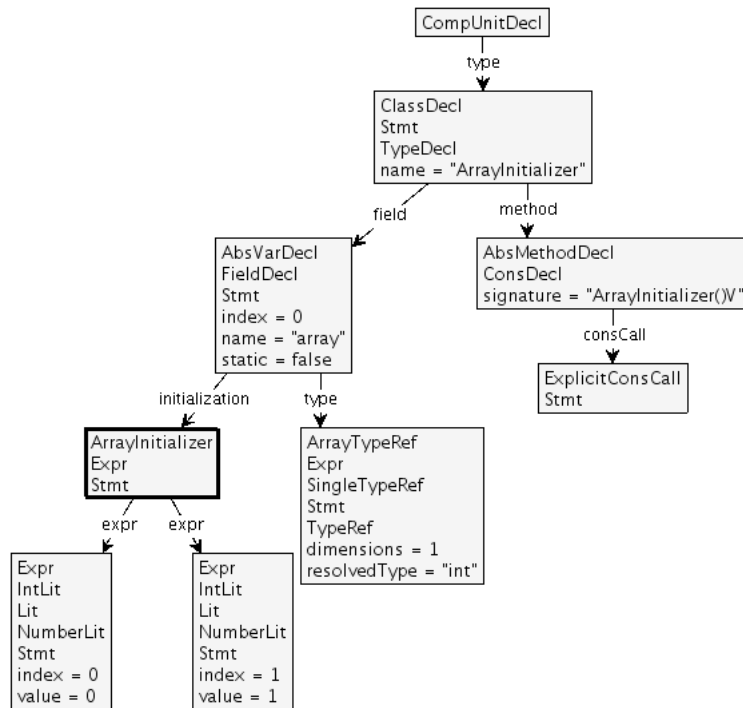 CompUnitDecl
type
ClassDecl
Stmt
TypeDecl
name = "ArrayInitializer"
field
method
AbsVarDecl
FieldDecl
Stmt
index = 0
name = "array"
static = false
AbsMethodDecl
ConsDecl
signature = "ArrayInitializer()V"
consCall
ExplicitConsCall
Stmt
initialization
type
ArrayInitializer
Expr
Stmt
ArrayTypeRef
Expr
SingleTypeRef
Stmt
TypeRef
dimensions = 1
resolvedType = "int"
expr
expr
Expr
IntLit
Lit
NumberLit
Stmt
index = 0
value = 0
Expr
IntLit
Lit
NumberLit
Stmt
index = 1
value = 1